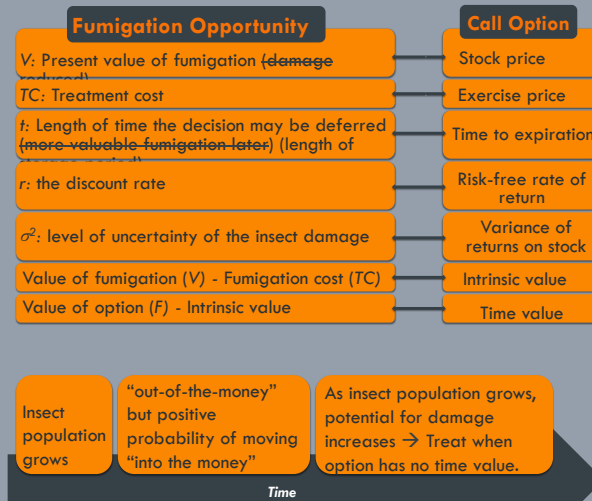 Fumigation Opportunity
Call Option
V: Present value of fumigation (damage
reduced)
Stock price
TC: Treatment cost
Exercise price
t: Length of time the decision may be deferred
(more valuable fumigation later) (length of
storage period)
Time to expiration
r: the discount rate
Risk-free rate of
return
σ²: level of uncertainty of the insect damage
Variance of
returns on stock
Value of fumigation (V) - Fumigation cost (TC)
Intrinsic value
Value of option (F) - Intrinsic value
Time value
Insect
population
grows
“out-of-the-money”
but positive
probability of moving
“into the money”
As insect population grows,
potential for damage
increases → Treat when
option has no time value.
Time